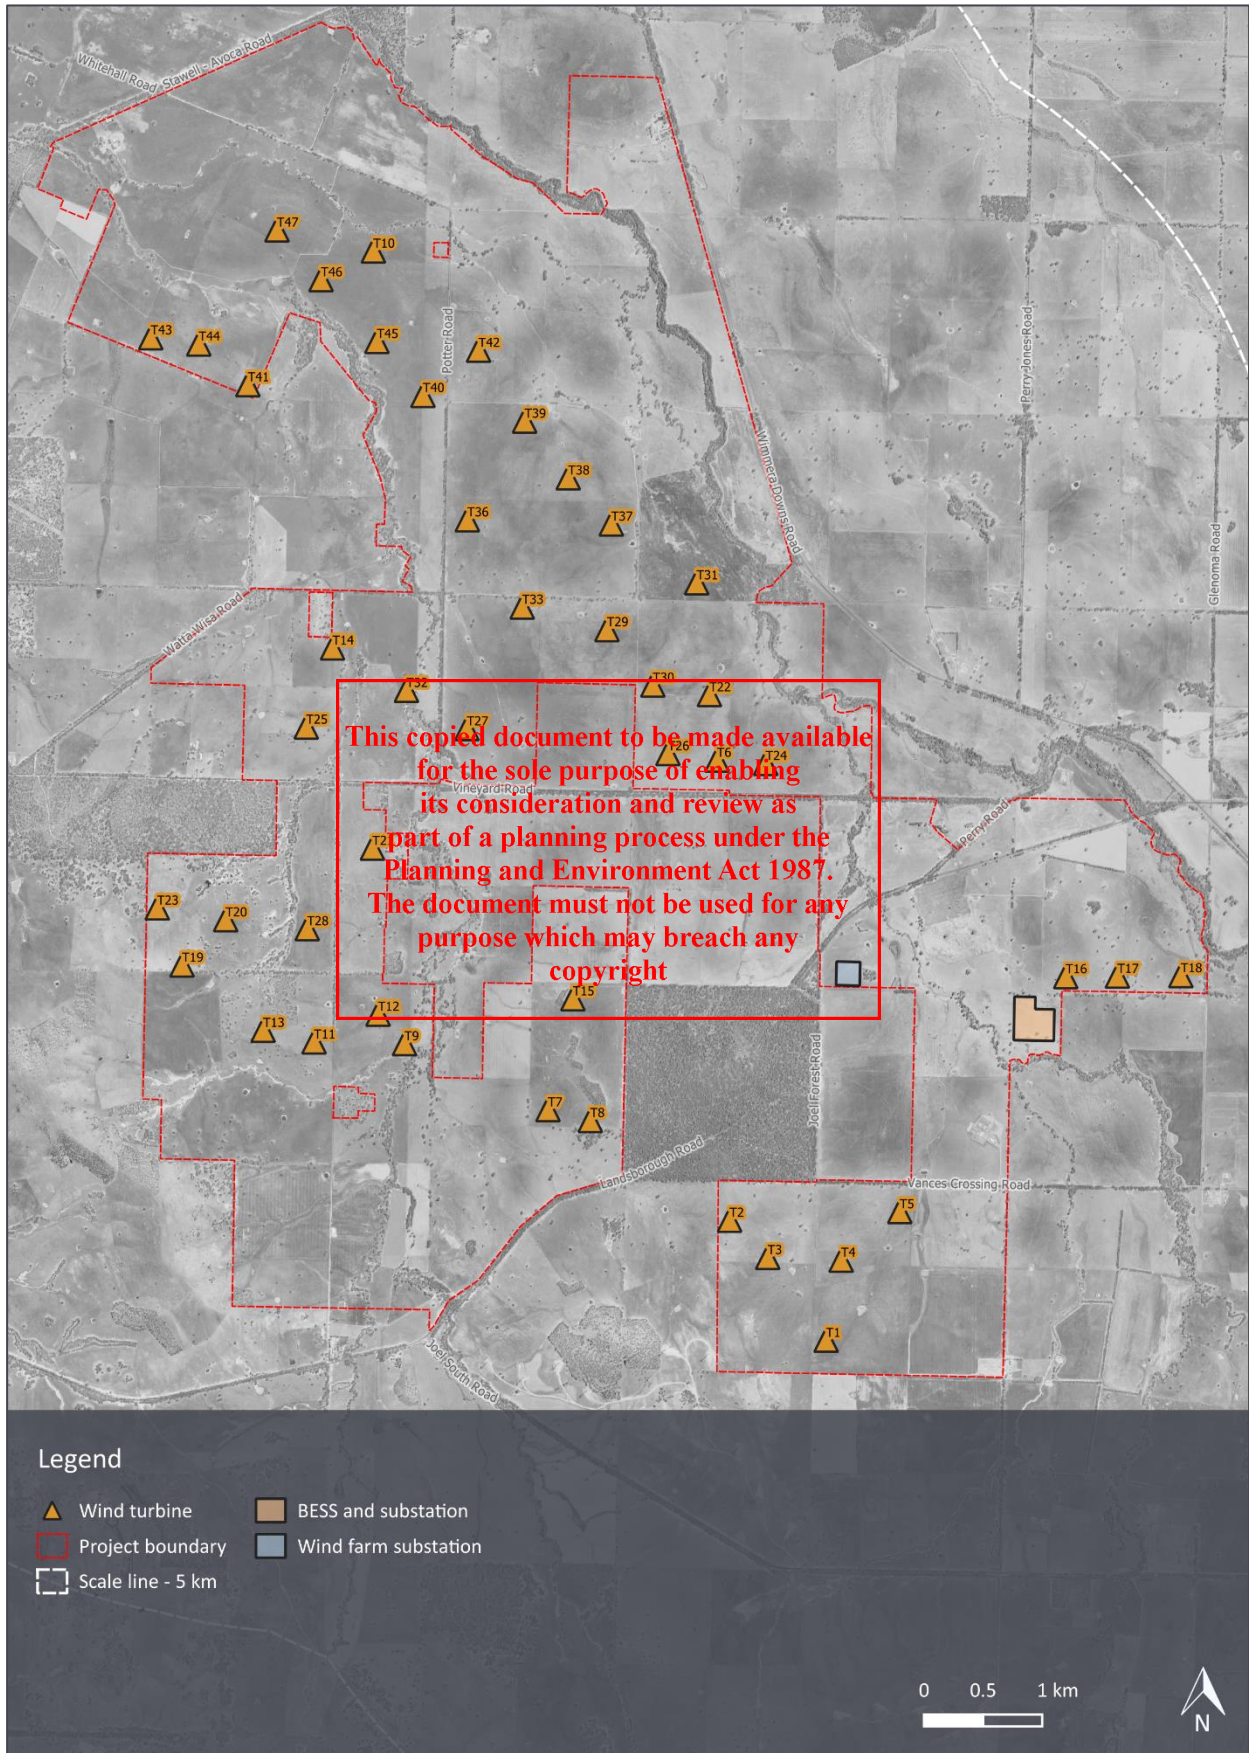 Whitehall Road
Stawell - Avoca Road
T47
T10
T46
T43
T44
T45
T42
Potter Road
Perry Jones Road
T41
T40
T39
Wimmera Downs Road
T38
T36
T37
Glenoma Road
T31
T33
T29
Watta Wisa Road
T14
T32
T30
T22
T25
T27
T26
T6
T24
This copied document to be made available
for the sole purpose of enabling
its consideration and review as
part of a planning process under the
Planning and Environment Act 1987.
The document must not be used for any
purpose which may breach any
copyright
Vineyard Road
Perry Road
T23
T20
T28
T19
T15
T16
T17
T18
T12
T13
T11
T9
Joel Forest Road
T7
T8
Landsborough Road
Vances Crossing Road
T2
T5
T3
T4
T1
Joel South Road
Legend
Wind turbine
BESS and substation
Project boundary
Wind farm substation
Scale line - 5 km
0 0.5 1 km
N